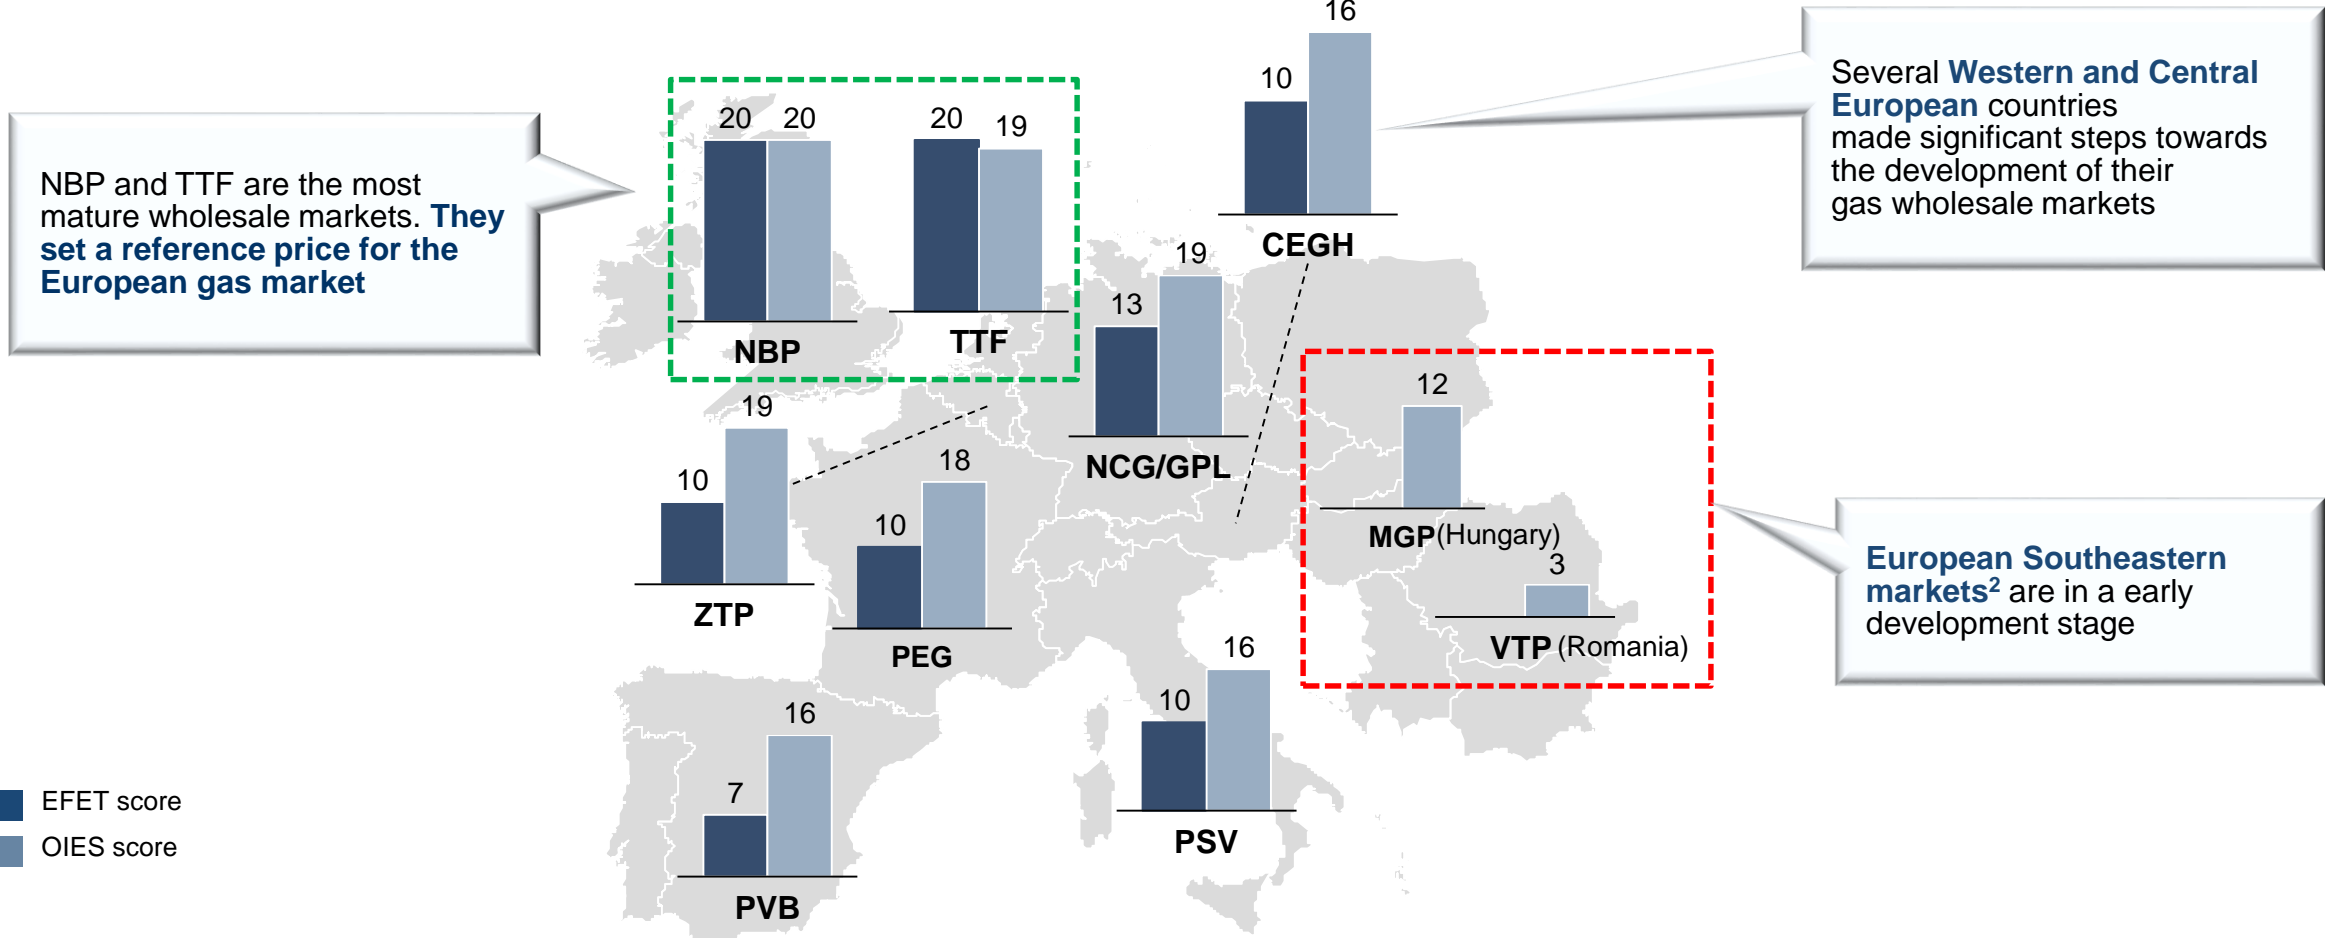 16
10
Several Western and Central
European countries
made significant steps towards
the development of their
gas wholesale markets
CEGH
20 20
20
19
NBP
TTF
NBP and TTF are the most
mature wholesale markets. They
set a reference price for the
European gas market
19
13
NCG/GPL
12
MGP(Hungary)
3
VTP (Romania)
European Southeastern
markets² are in a early
development stage
19
10
ZTP
18
10
PEG
16
10
PSV
16
7
PVB
EFET score
OIES score